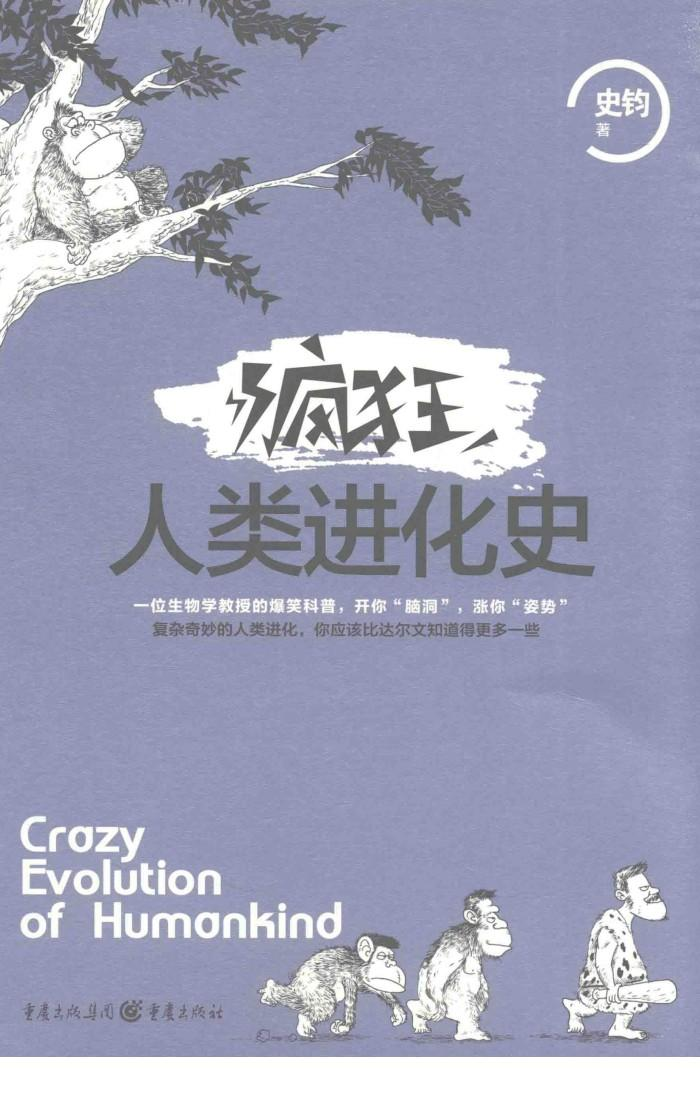 史钧
著
疯狂
人类进化史
一位生物学教授的爆笑科普，开你“脑洞”，涨你“姿势”
复杂奇妙的人类进化，你应该比达尔文知道得更多一些
Crazy
Evolution
of Humankind
重庆出版集团 重庆出版社